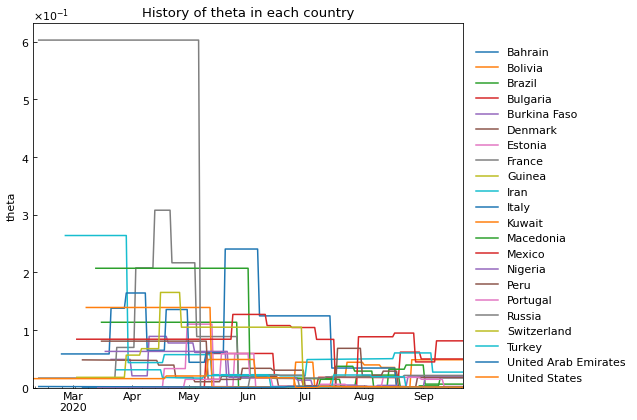 History of theta in each country
×10⁻¹
6
5
4
3
2
1
0
theta
Mar
2020
Apr
May
Jun
Jul
Aug
Sep
Bahrain
Bolivia
Brazil
Bulgaria
Burkina Faso
Denmark
Estonia
France
Guinea
Iran
Italy
Kuwait
Macedonia
Mexico
Nigeria
Peru
Portugal
Russia
Switzerland
Turkey
United Arab Emirates
United States